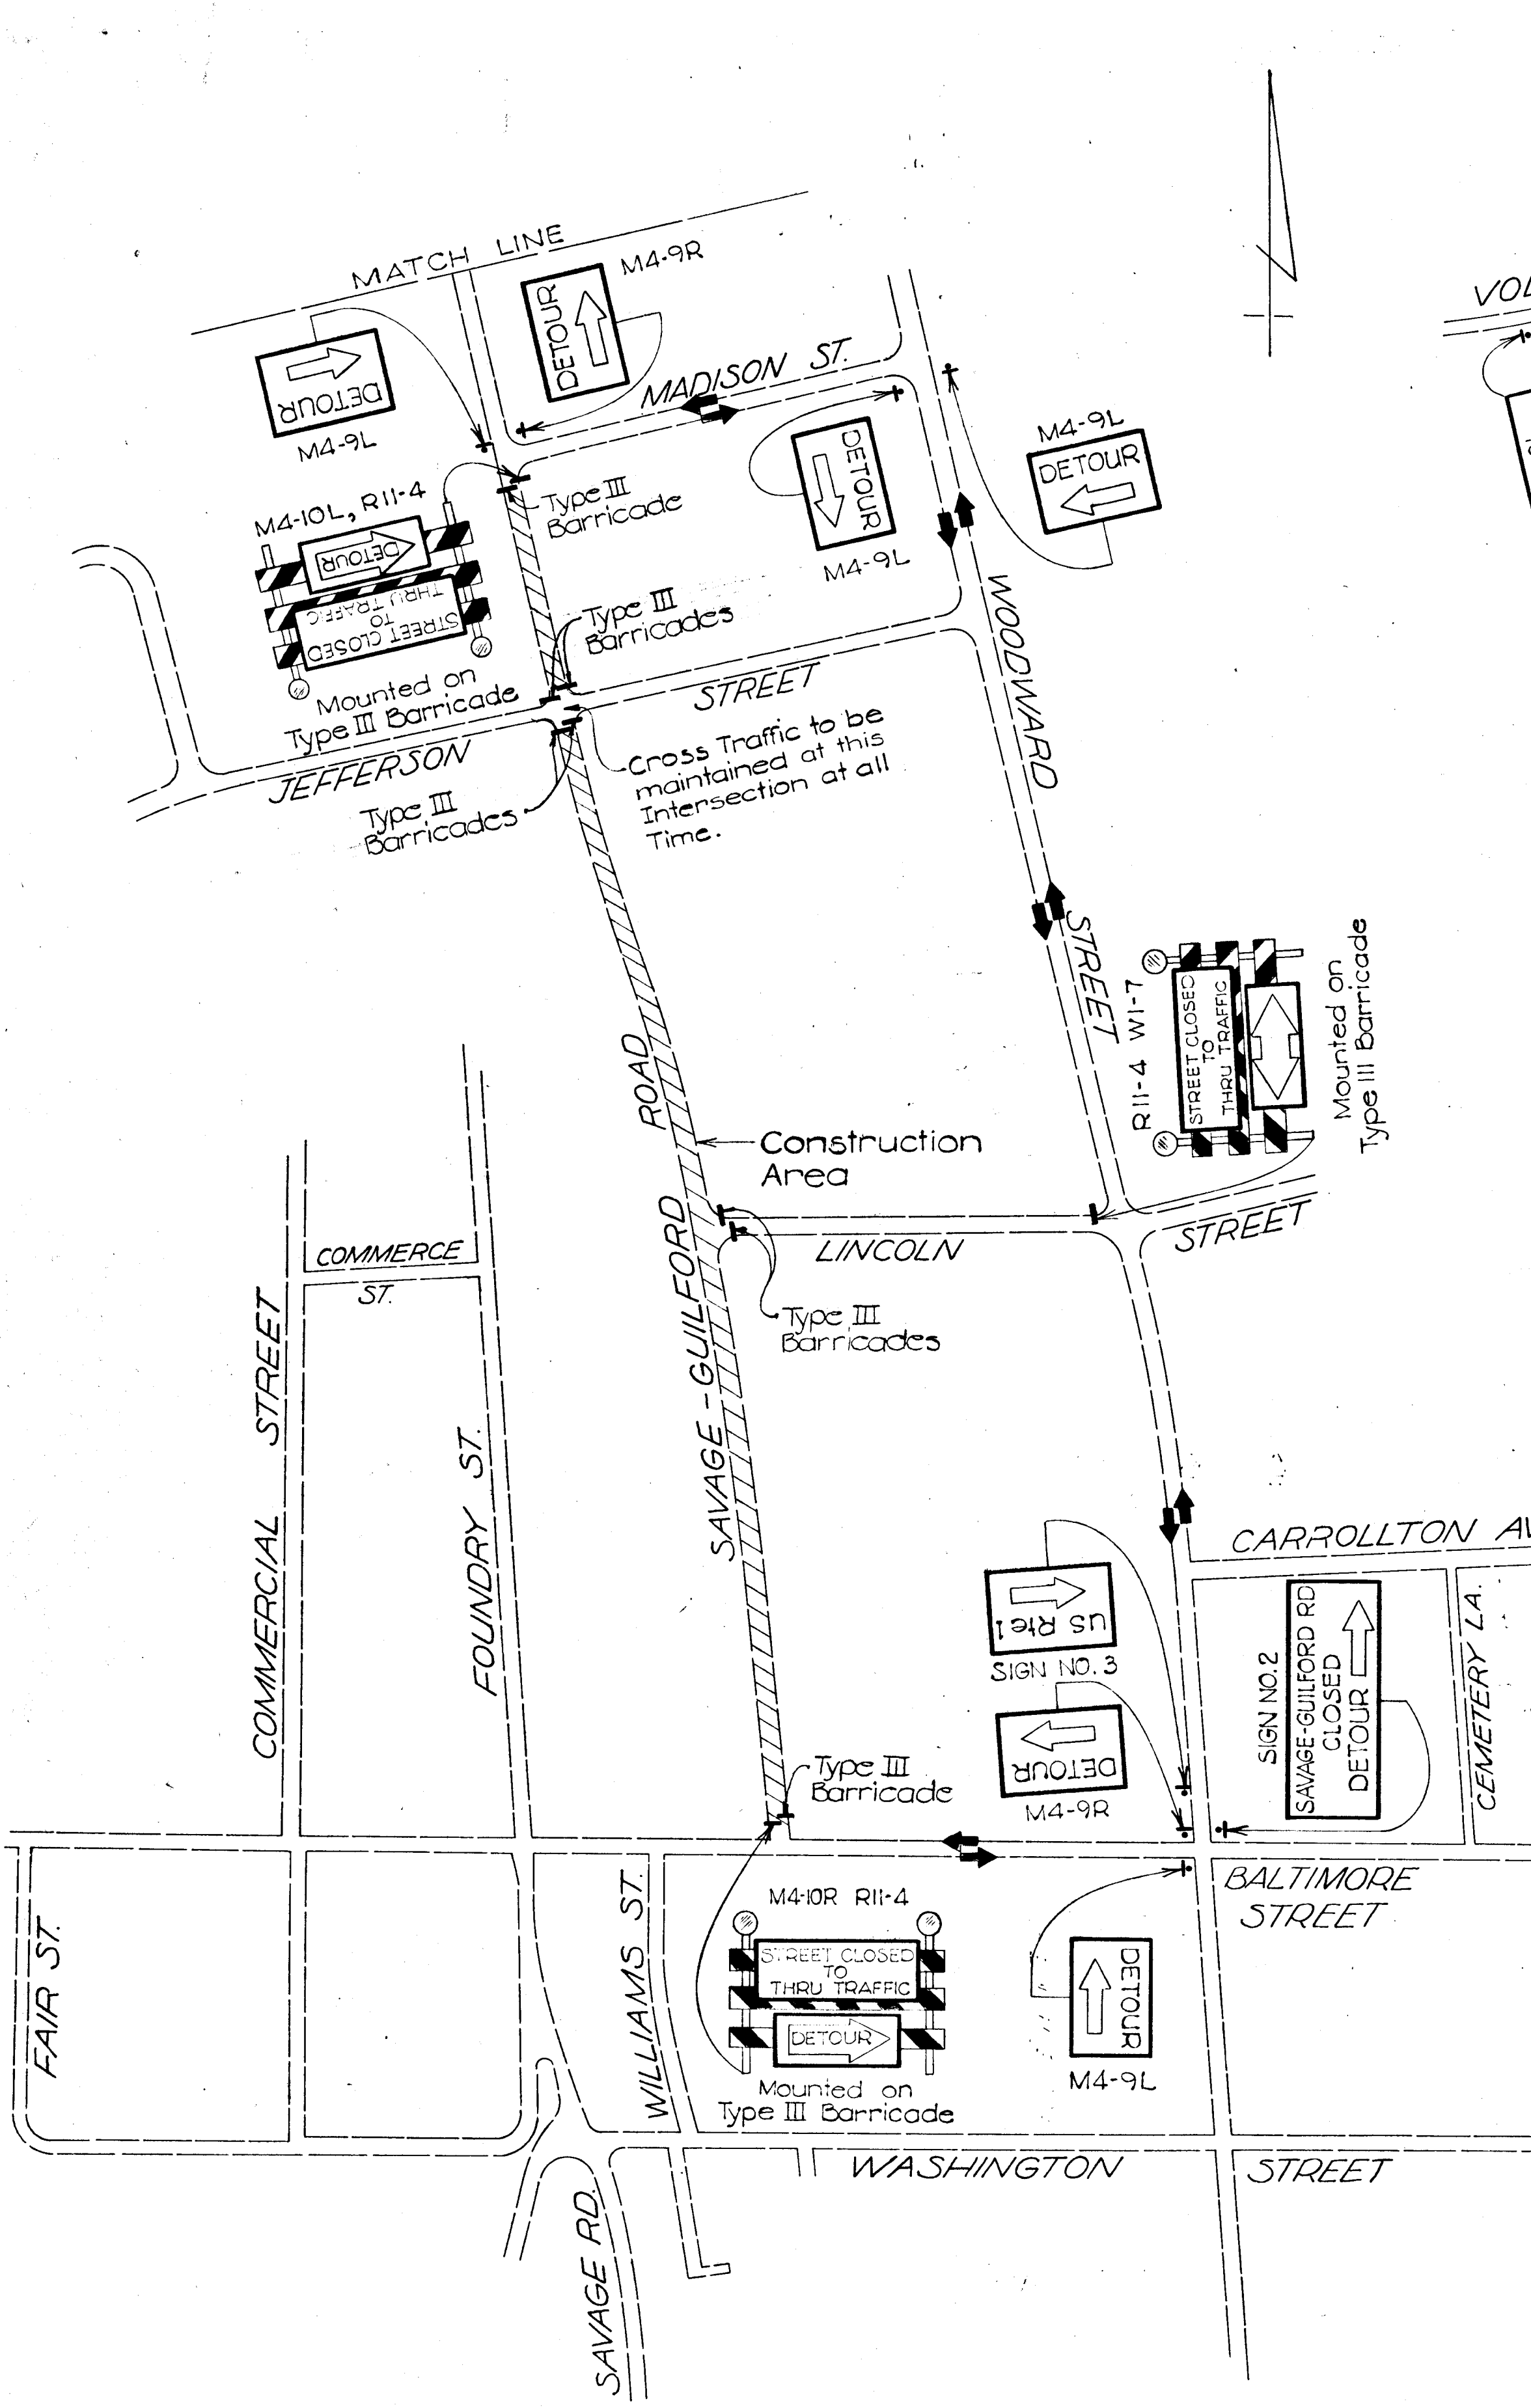 MATCH LINE
M4-9R
DETOUR
VOL
DETOUR
M4-9L
MADISON ST.
M4-9L
DETOUR
DETOUR
M4-9L
M4-10L, R11-4
DETOUR
STREET CLOSED
TO
THRU TRAFFIC
Mounted on
Type III Barricade
Type III
Barricade
Type III
Barricades
WOODWARD
STREET
JEFFERSON
STREET
Type III
Barricades
Cross Traffic to be
maintained at this
Intersection at all
Time.
R11-4 W1-7
STREET CLOSED
TO
THRU TRAFFIC
Mounted on
Type III Barricade
SAVAGE-GUILFORD ROAD
Construction
Area
LINCOLN
STREET
COMMERCE
ST.
Type III
Barricades
COMMERCIAL STREET
FOUNDRY ST.
CARROLLTON AV
US Rte 1
SIGN NO. 3
DETOUR
M4-9R
SIGN NO.2
SAVAGE-GUILFORD RD
CLOSED
DETOUR
CEMETERY LA.
Type III
Barricade
BALTIMORE
STREET
M4-10R R11-4
STREET CLOSED
TO
THRU TRAFFIC
DETOUR
Mounted on
Type III Barricade
DETOUR
M4-9L
FAIR ST.
WILLIAMS ST.
WASHINGTON
STREET
SAVAGE RD.